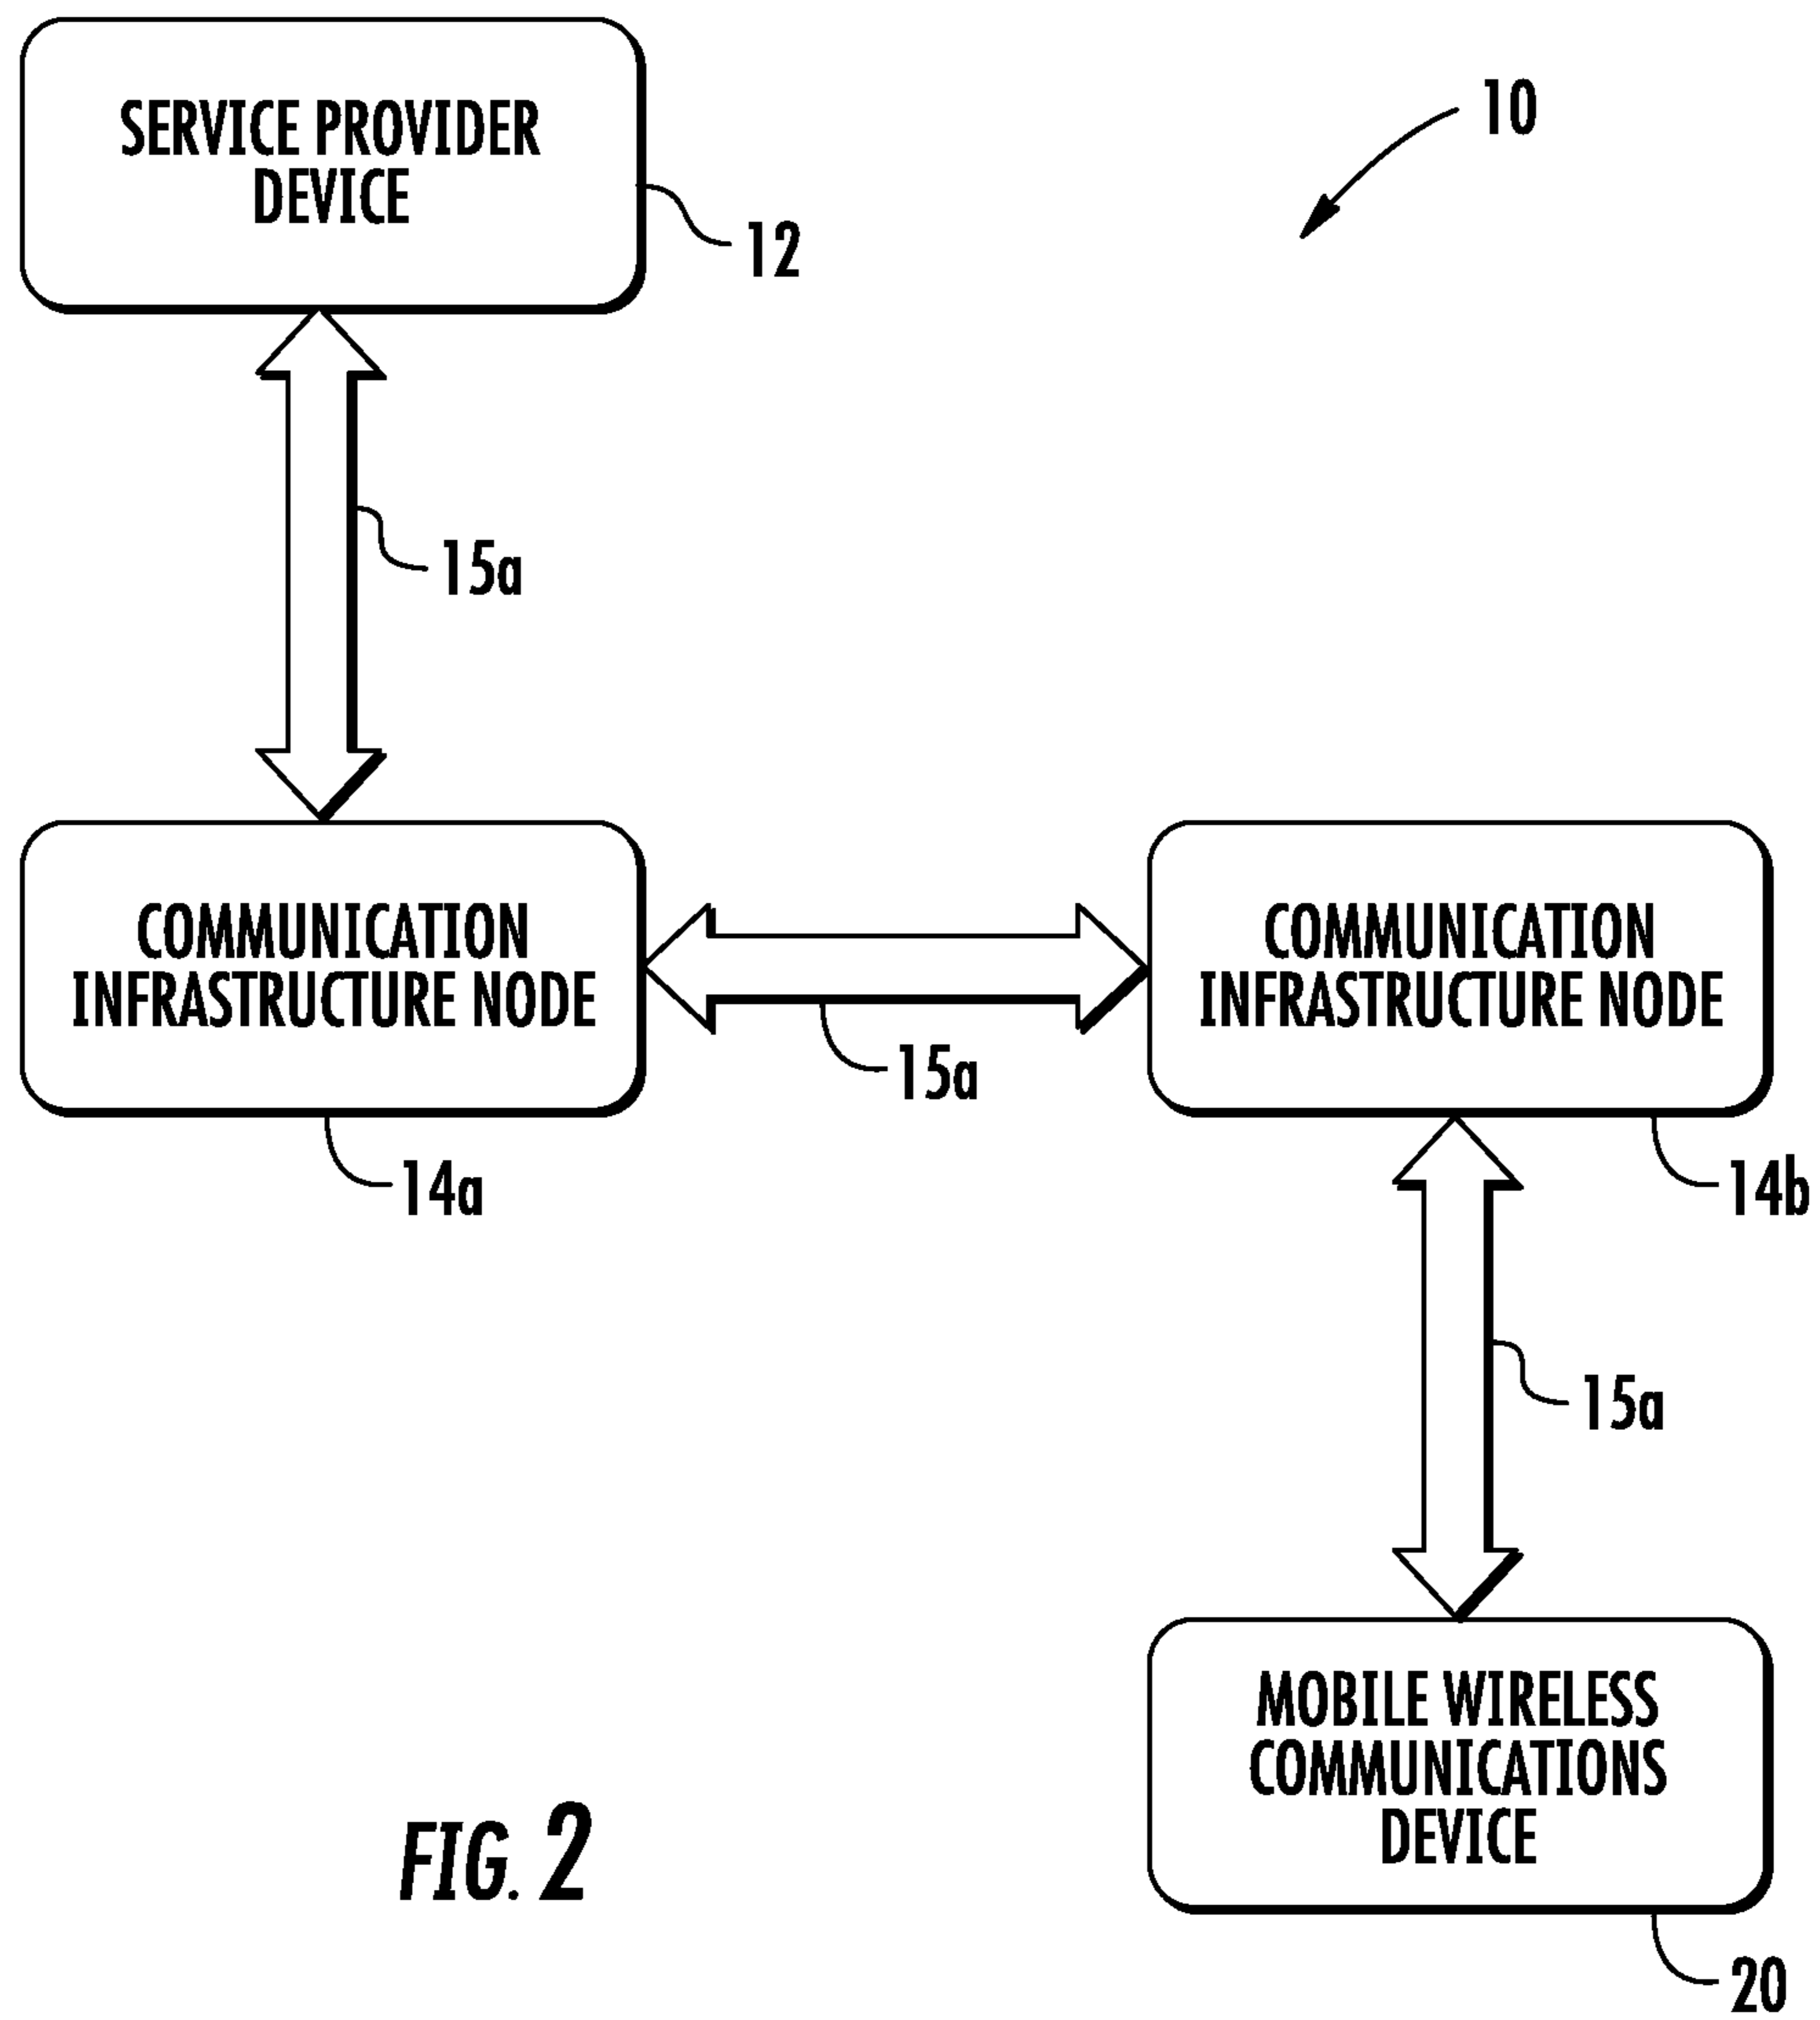 SERVICE PROVIDER
DEVICE
10
12
15a
COMMUNICATION
INFRASTRUCTURE NODE
COMMUNICATION
INFRASTRUCTURE NODE
15a
14a
14b
15a
MOBILE WIRELESS
COMMUNICATIONS
DEVICE
FIG. 2
20